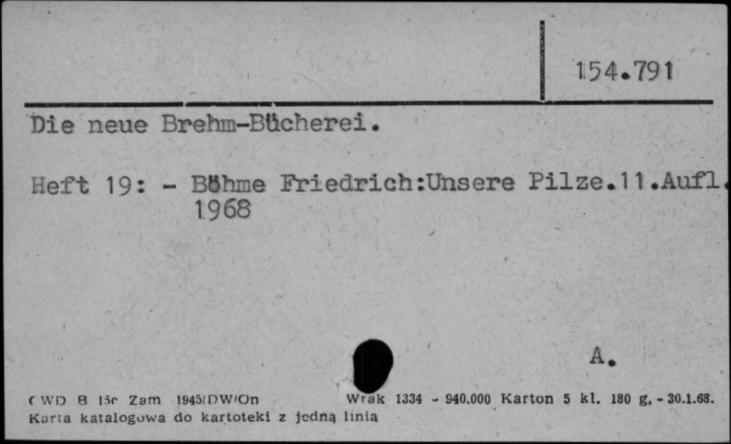 154.791
Die neue Brehm-Bücherei.
Heft 19: - Böhme Friedrich:Unsere Pilze.11.Aufl.
1968
A.
CWD B 15c Zam 1945/DW/On Wrak 1334 - 940.000 Karton 5 kl. 180 g. - 30.1.68.
Karta katalogowa do kartoteki z jedną linią